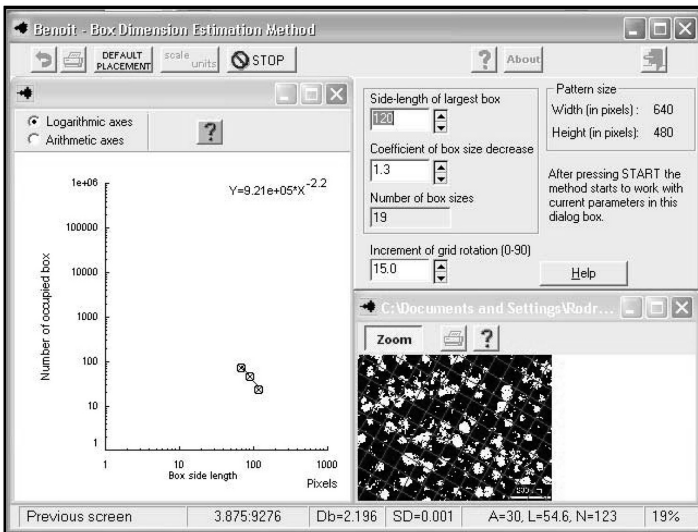 Benoit - Box Dimension Estimation Method
DEFAULT
PLACEMENT
scale
units
STOP
?
About
Logarithmic axes
Arithmetic axes
?
Y=9.21e+05*X-2.2
1e+06
100000
10000
1000
100
10
1
Number of occupied box
1
10
100
1000
Box side length
Pixels
Side-length of largest box
120
Coefficient of box size decrease
1.3
Number of box sizes
19
Increment of grid rotation (0-90)
15.0
Pattern size
Width (in pixels) : 640
Height (in pixels): 480
After pressing START the
method starts to work with
current parameters in this
dialog box.
Help
C:\Documents and Settings\Rodr...
Zoom
?
Previous screen
3.875:9276
Db=2.196
SD=0.001
A=30, L=54.6, N=123
19%